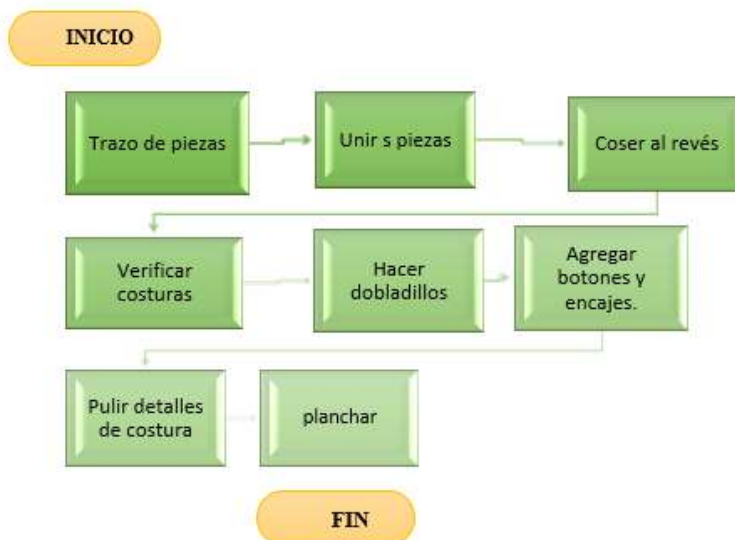 INICIO
Trazo de piezas
Unir s piezas
Coser al revés
Verificar
costuras
Hacer
dobladillos
Agregar
botones y
encajes.
Pulir detalles
de costura
planchar
FIN